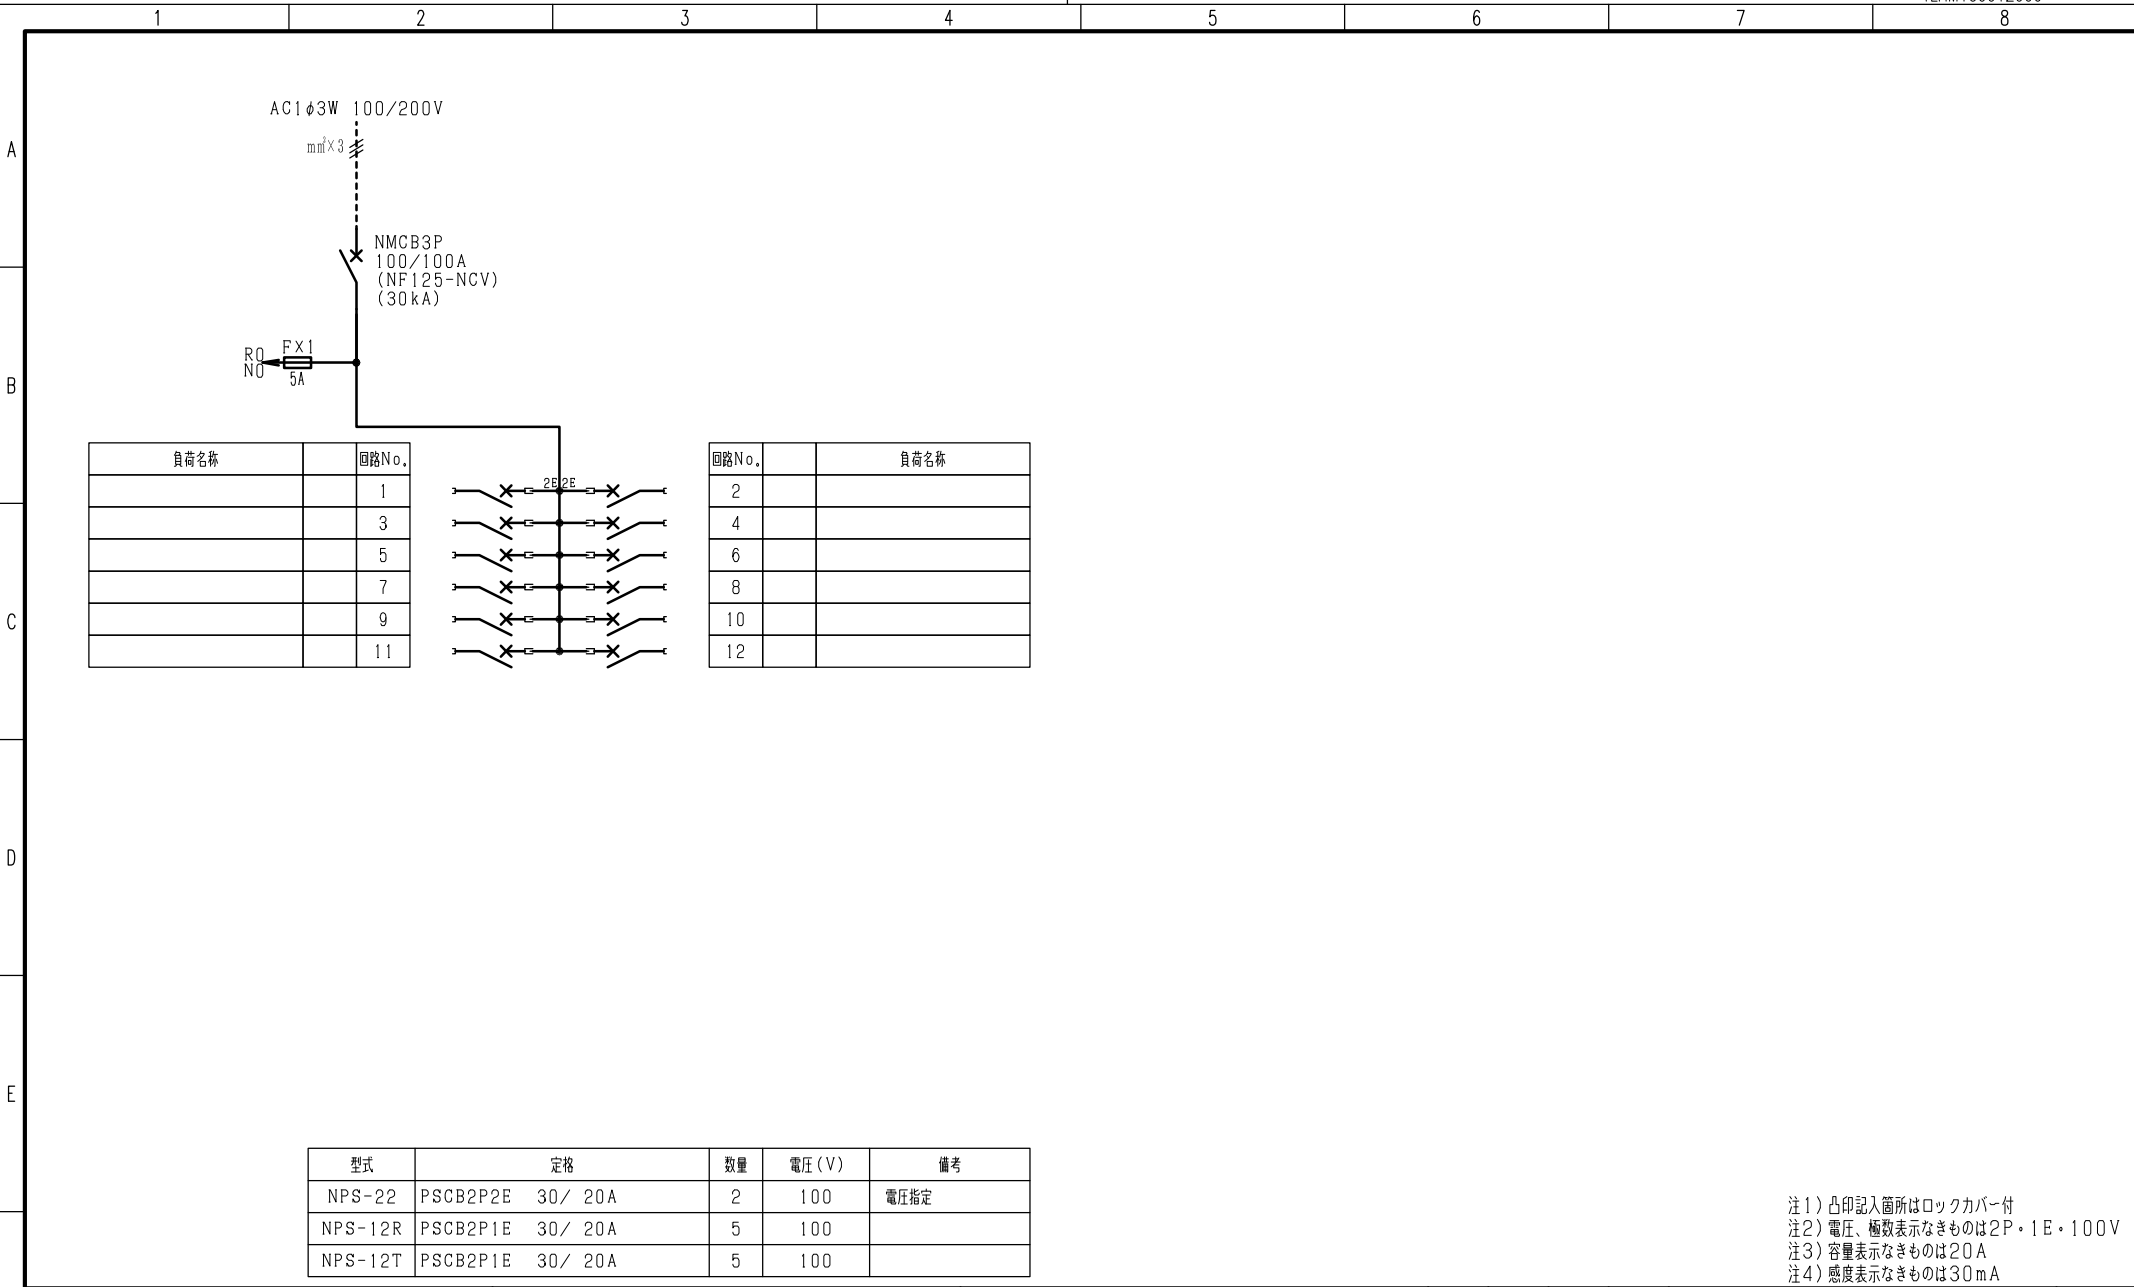 1 2 3 4 5 6 7 8
A
B
C
D
E
AC1φ3W 100/200V
mm²×3
NMCB3P
100/100A
(NF125-NCV)
(30kA)
R0
N0
F×1
5A
負荷名称 回路No. 回路No. 負荷名称
2E 2E
1 2
3 4
5 6
7 8
9 10
11 12
型式 定格 数量 電圧(V) 備考
NPS-22 PSCB2P2E 30/ 20A 2 100 電圧指定
NPS-12R PSCB2P1E 30/ 20A 5 100
NPS-12T PSCB2P1E 30/ 20A 5 100
注1)凸印記入箇所はロックカバー付
注2)電圧、極数表示なきものは2P・1E・100V
注3)容量表示なきものは20A
注4)感度表示なきものは30mA